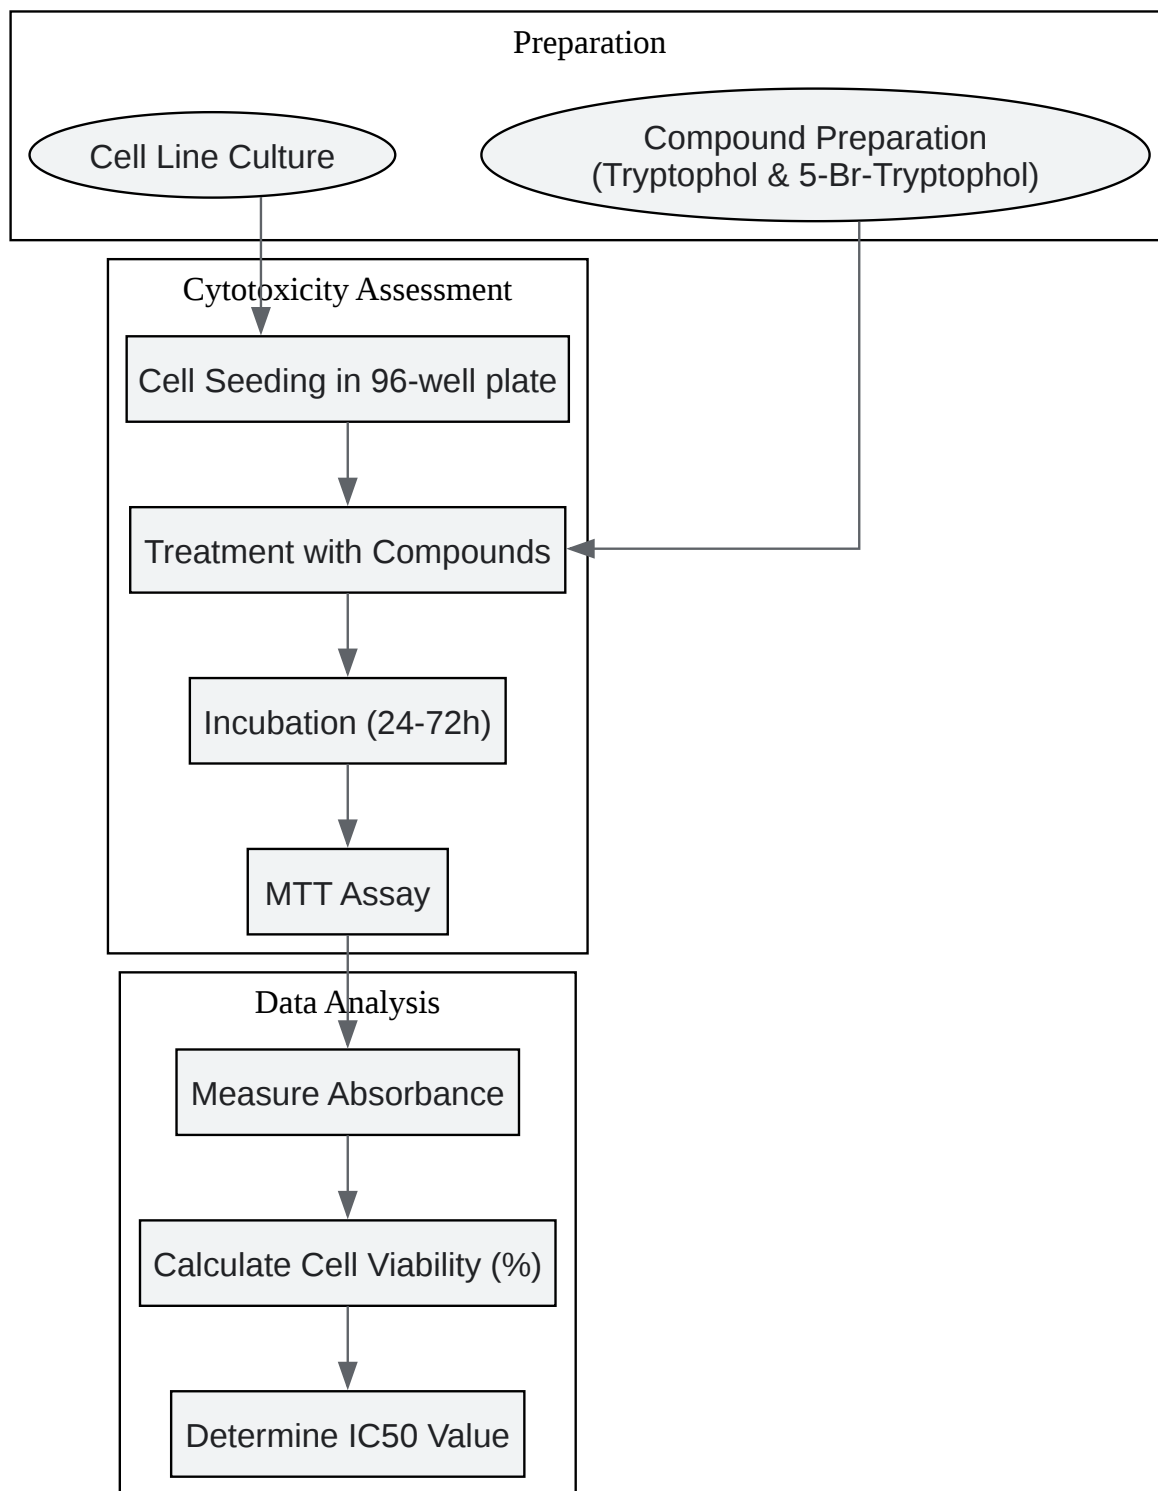 Preparation
Cell Line Culture
Compound Preparation
(Tryptophol & 5-Br-Tryptophol)
Cytotoxicity Assessment
Cell Seeding in 96-well plate
Treatment with Compounds
Incubation (24-72h)
MTT Assay
Data Analysis
Measure Absorbance
Calculate Cell Viability (%)
Determine IC50 Value